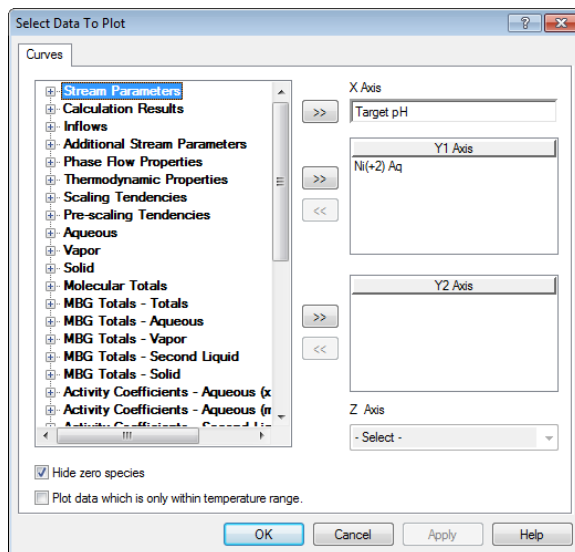 Select Data To Plot
Curves
Stream Parameters
Calculation Results
Inflows
Additional Stream Parameters
Phase Flow Properties
Thermodynamic Properties
Scaling Tendencies
Pre-scaling Tendencies
Aqueous
Vapor
Solid
Molecular Totals
MBG Totals - Totals
MBG Totals - Aqueous
MBG Totals - Vapor
MBG Totals - Second Liquid
MBG Totals - Solid
Activity Coefficients - Aqueous (x
Activity Coefficients - Aqueous (m
Activity Coefficients - Second Liq
>>
X Axis
Target pH
>>
<<
Y1 Axis
Ni(+2) Aq
>>
<<
Y2 Axis
Z Axis
- Select -
Hide zero species
Plot data which is only within temperature range.
OK
Cancel
Apply
Help